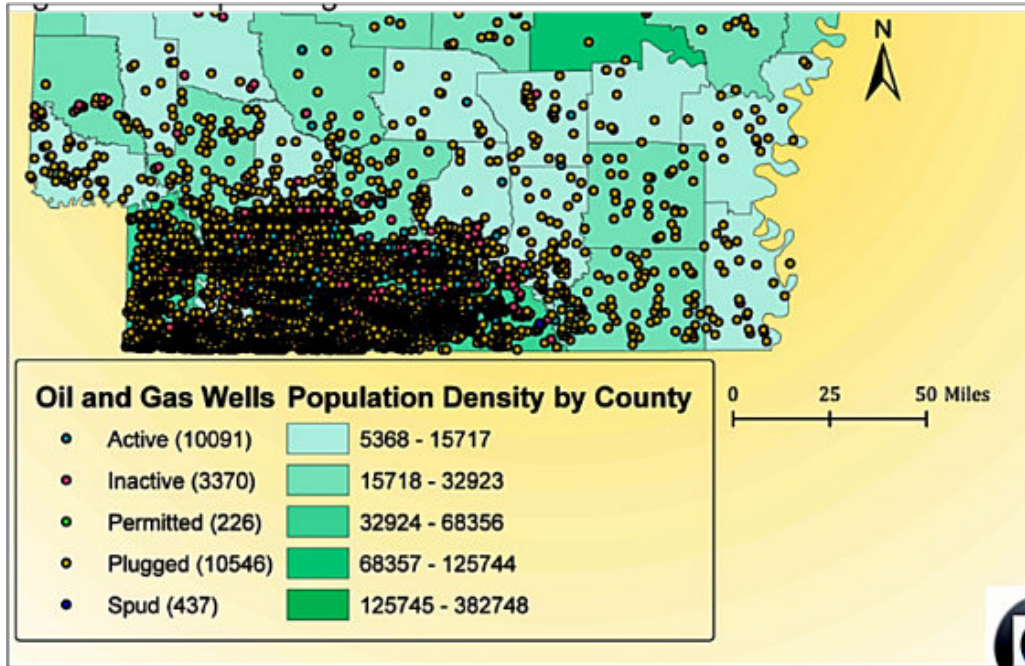 N
Oil and Gas Wells Population Density by County
Active (10091) 5368 - 15717
Inactive (3370) 15718 - 32923
Permitted (226) 32924 - 68356
Plugged (10546) 68357 - 125744
Spud (437) 125745 - 382748
0 25 50 Miles